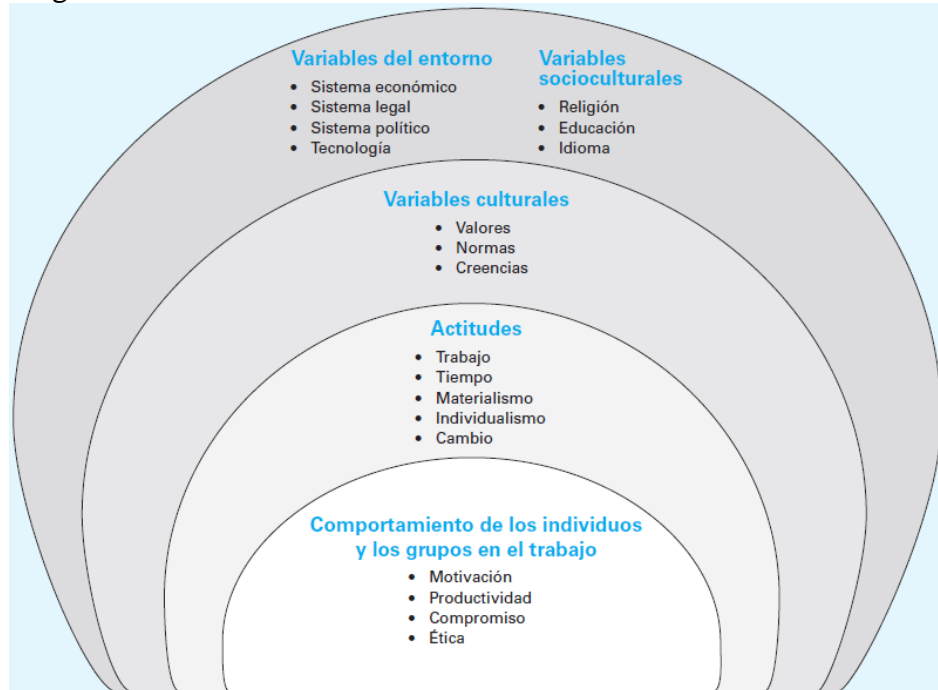 Variables del entorno
• Sistema económico
• Sistema legal
• Sistema político
• Tecnología
Variables
socioculturales
• Religión
• Educación
• Idioma
Variables culturales
• Valores
• Normas
• Creencias
Actitudes
• Trabajo
• Tiempo
• Materialismo
• Individualismo
• Cambio
Comportamiento de los individuos
y los grupos en el trabajo
• Motivación
• Productividad
• Compromiso
• Ética